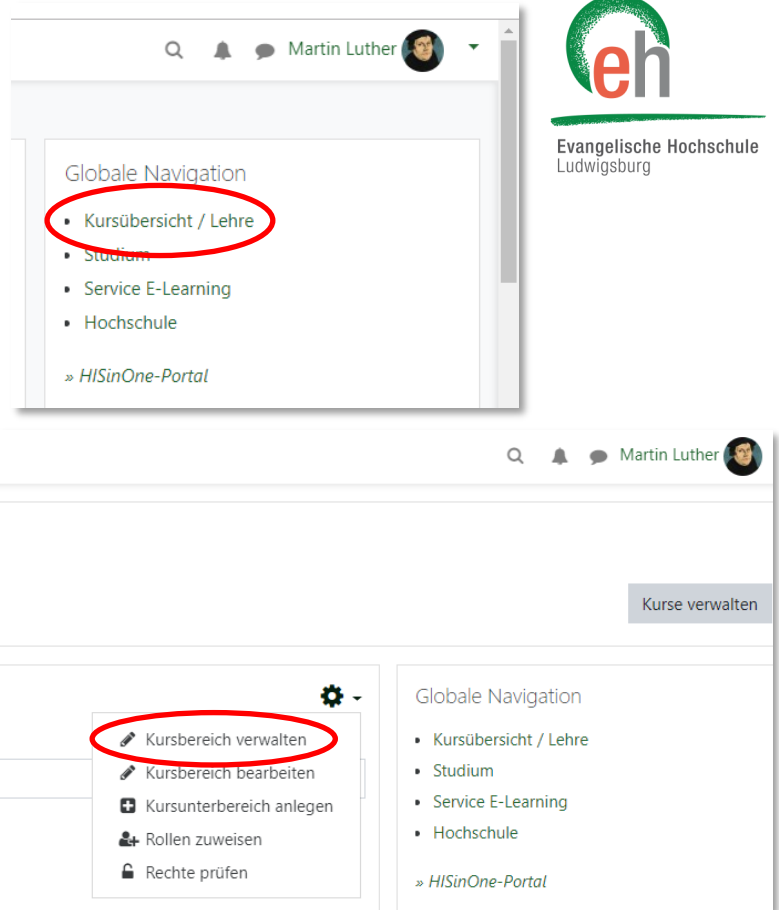 Martin Luther
Globale Navigation
Kursübersicht / Lehre
Studium
Service E-Learning
Hochschule
» HISinOne-Portal
eh
Evangelische Hochschule
Ludwigsburg
Martin Luther
Kurse verwalten
Kursbereich verwalten
Kursbereich bearbeiten
Kursunterbereich anlegen
Rollen zuweisen
Rechte prüfen
Globale Navigation
Kursübersicht / Lehre
Studium
Service E-Learning
Hochschule
» HISinOne-Portal